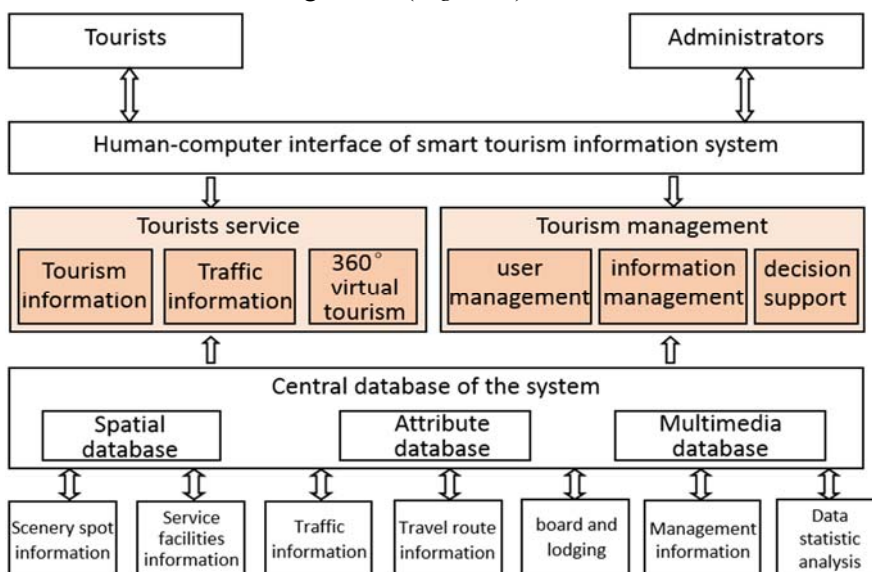 Tourists
Administrators
Human-computer interface of smart tourism information system
Tourists service
Tourism
information
Traffic
information
360°
virtual
tourism
Tourism management
user
management
information
management
decision
support
Central database of the system
Spatial
database
Attribute
database
Multimedia
database
Scenery spot
information
Service
facilities
information
Traffic
information
Travel route
information
board and
lodging
Management
information
Data
statistic
analysis